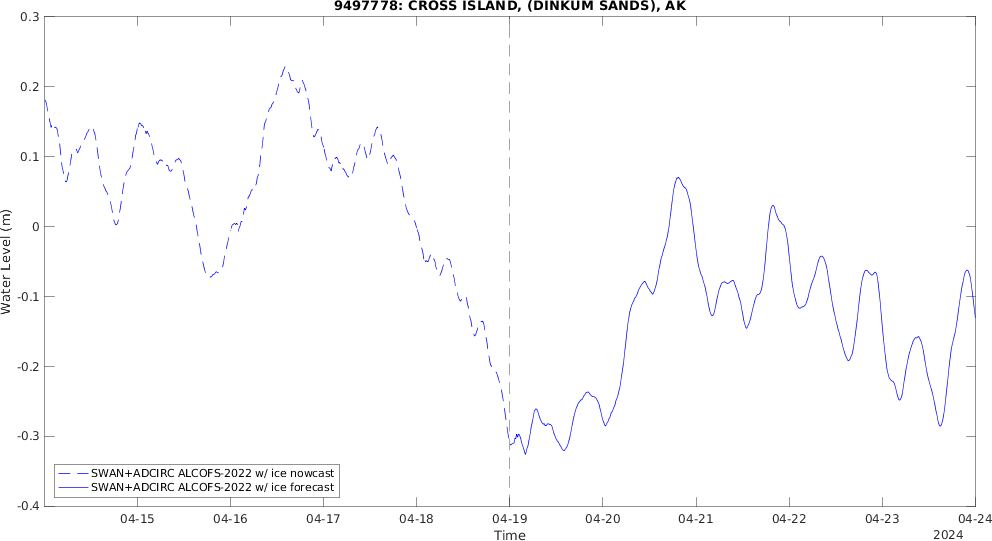 9497778: CROSS ISLAND, (DINKUM SANDS), AK
0.3
0.2
0.1
0
-0.1
-0.2
-0.3
-0.4
Water Level (m)
SWAN+ADCIRC ALCOFS-2022 w/ ice nowcast
SWAN+ADCIRC ALCOFS-2022 w/ ice forecast
04-15 04-16 04-17 04-18 04-19 04-20 04-21 04-22 04-23 04-24
Time
2024